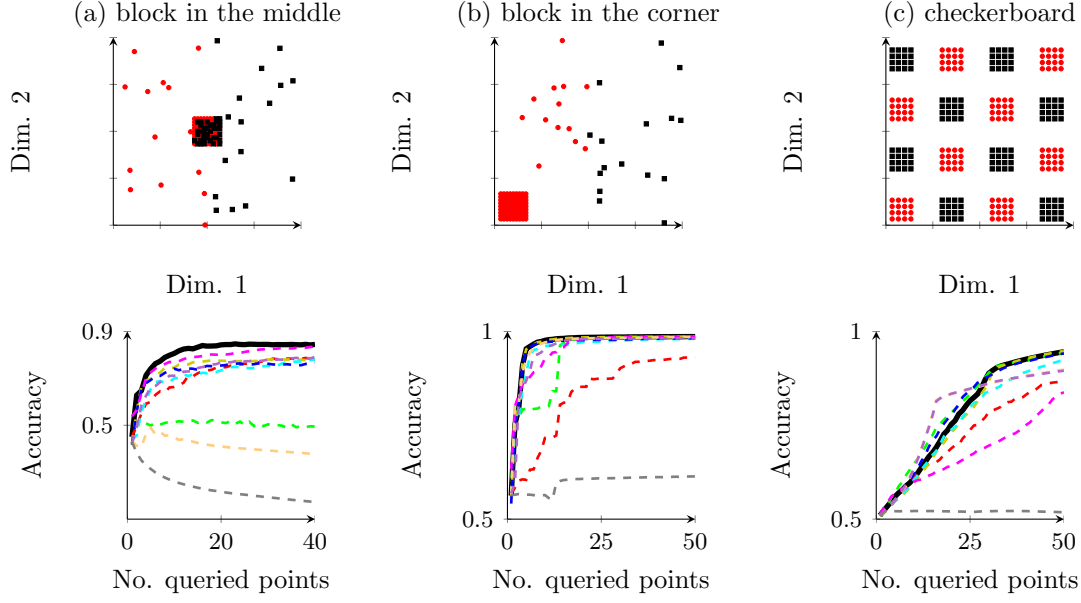 (a) block in the middle
(b) block in the corner
(c) checkerboard
Dim. 2
Dim. 2
Dim. 2
Dim. 1
Dim. 1
Dim. 1
0.9
0.5
Accuracy
0
20
40
No. queried points
1
0.5
Accuracy
0
25
50
No. queried points
1
0.5
Accuracy
0
25
50
No. queried points